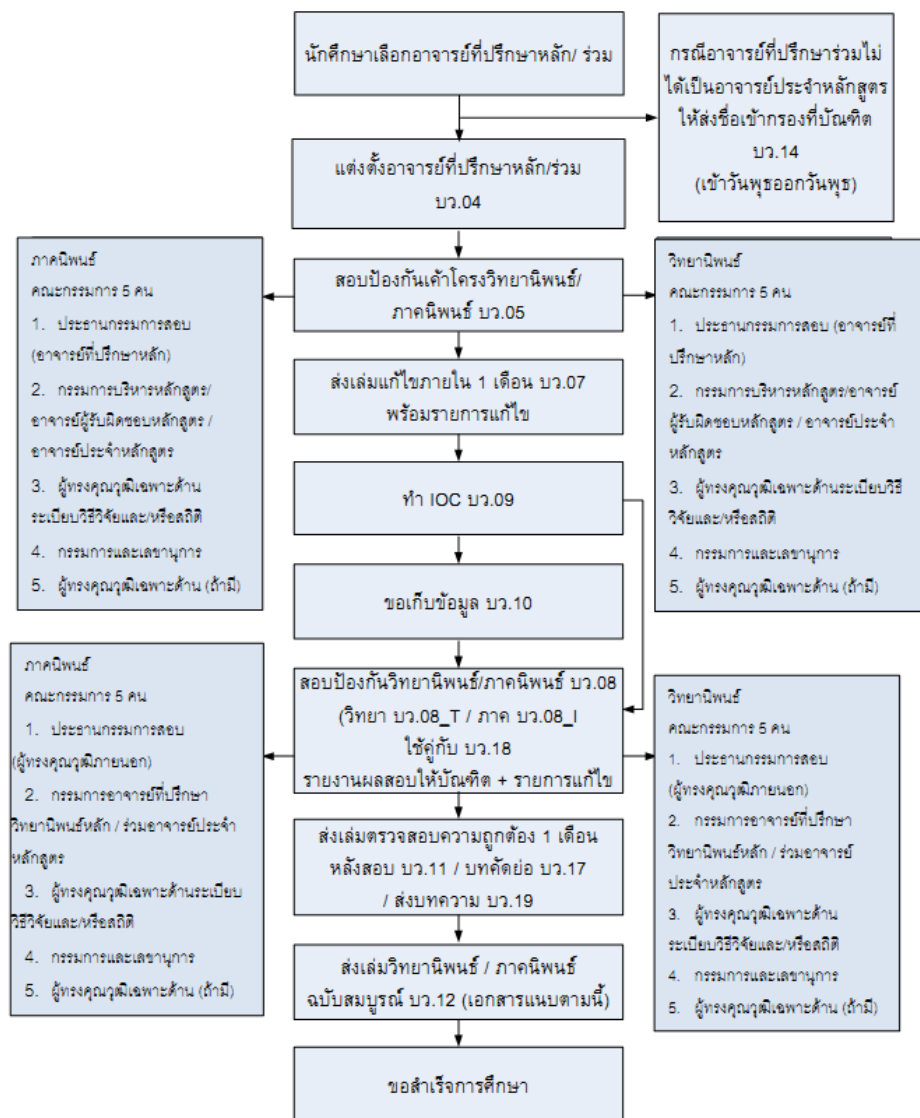 นักศึกษาเลือกอาจารย์ที่ปรึกษาหลัก/ ร่วม
กรณีอาจารย์ที่ปรึกษาร่วมไม่
ได้เป็นอาจารย์ประจำหลักสูตร
ให้ส่งชื่อเข้ากรองที่บัณฑิต
บว.14
(เข้าวันพุธออกวันพุธ)
แต่งตั้งอาจารย์ที่ปรึกษาหลัก/ร่วม
บว.04
ภาคนิพนธ์
คณะกรรมการ 5 คน
1. ประธานกรรมการสอบ
(อาจารย์ที่ปรึกษาหลัก)
2. กรรมการบริหารหลักสูตร/
อาจารย์ผู้รับผิดชอบหลักสูตร /
อาจารย์ประจำหลักสูตร
3. ผู้ทรงคุณวุฒิเฉพาะด้าน
ระเบียบวิธีวิจัยและ/หรือสถิติ
4. กรรมการและเลขานุการ
5. ผู้ทรงคุณวุฒิเฉพาะด้าน (ถ้ามี)
สอบป้องกันเค้าโครงวิทยานิพนธ์/
ภาคนิพนธ์ บว.05
วิทยานิพนธ์
คณะกรรมการ 5 คน
1. ประธานกรรมการสอบ (อาจารย์ที่
ปรึกษาหลัก)
2. กรรมการบริหารหลักสูตร/อาจารย์
ผู้รับผิดชอบหลักสูตร / อาจารย์ประจำ
หลักสูตร
3. ผู้ทรงคุณวุฒิเฉพาะด้านระเบียบวิธี
วิจัยและ/หรือสถิติ
4. กรรมการและเลขานุการ
5. ผู้ทรงคุณวุฒิเฉพาะด้าน (ถ้ามี)
ส่งเล่มแก้ไขภายใน 1 เดือน บว.07
พร้อมรายการแก้ไข
ทำ IOC บว.09
ขอเก็บข้อมูล บว.10
ภาคนิพนธ์
คณะกรรมการ 5 คน
1. ประธานกรรมการสอบ
(ผู้ทรงคุณวุฒิภายนอก)
2. กรรมการอาจารย์ที่ปรึกษา
วิทยานิพนธ์หลัก / ร่วมอาจารย์ประจำ
หลักสูตร
3. ผู้ทรงคุณวุฒิเฉพาะด้านระเบียบ
วิธีวิจัยและ/หรือสถิติ
4. กรรมการและเลขานุการ
5. ผู้ทรงคุณวุฒิเฉพาะด้าน (ถ้ามี)
สอบป้องกันวิทยานิพนธ์/ภาคนิพนธ์ บว.08
(วิทยา บว.08_T / ภาค บว.08_I
ใช้คู่กับ บว.18
รายงานผลสอบให้บัณฑิต + รายการแก้ไข
วิทยานิพนธ์
คณะกรรมการ 5 คน
1. ประธานกรรมการสอบ
(ผู้ทรงคุณวุฒิภายนอก)
2. กรรมการอาจารย์ที่ปรึกษา
วิทยานิพนธ์หลัก / ร่วมอาจารย์
ประจำหลักสูตร
3. ผู้ทรงคุณวุฒิเฉพาะด้าน
ระเบียบวิธีวิจัยและ/หรือสถิติ
4. กรรมการและเลขานุการ
5. ผู้ทรงคุณวุฒิเฉพาะด้าน (ถ้ามี)
ส่งเล่มตรวจสอบความถูกต้อง 1 เดือน
หลังสอบ บว.11 / บทคัดย่อ บว.17
/ ส่งบทความ บว.19
ส่งเล่มวิทยานิพนธ์ / ภาคนิพนธ์
ฉบับสมบูรณ์ บว.12 (เอกสารแนบตามนี้)
ขอสำเร็จการศึกษา